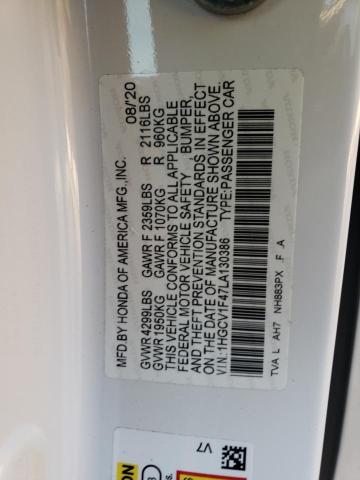 MFD.BY HONDA OF AMERICA MFG.,INC. 08/'20
GVWR 4299LBS GAWR F 2359LBS R 2116LBS
GVWR 1950KG GAWR F 1070KG R 960KG
THIS VEHICLE CONFORMS TO ALL APPLICABLE
FEDERAL MOTOR VEHICLE SAFETY , BUMPER,
AND THEFT PREVENTION STANDARDS IN EFFECT
ON THE DATE OF MANUFACTURE SHOWN ABOVE.
V.I.N:1HGCV1F47LA130386 TYPE:PASSENGER CAR
TVA L AH7 NH883PX F A
V7